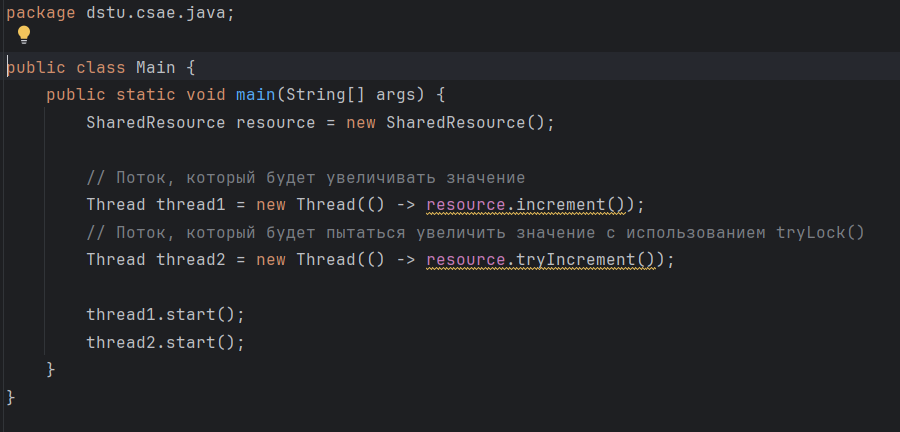 package dstu.csae.java;
public class Main {
public static void main(String[] args) {
SharedResource resource = new SharedResource();
// Поток, который будет увеличивать значение
Thread thread1 = new Thread(() -> resource.increment());
// Поток, который будет пытаться увеличить значение с использованием tryLock()
Thread thread2 = new Thread(() -> resource.tryIncrement());
thread1.start();
thread2.start();
}
}